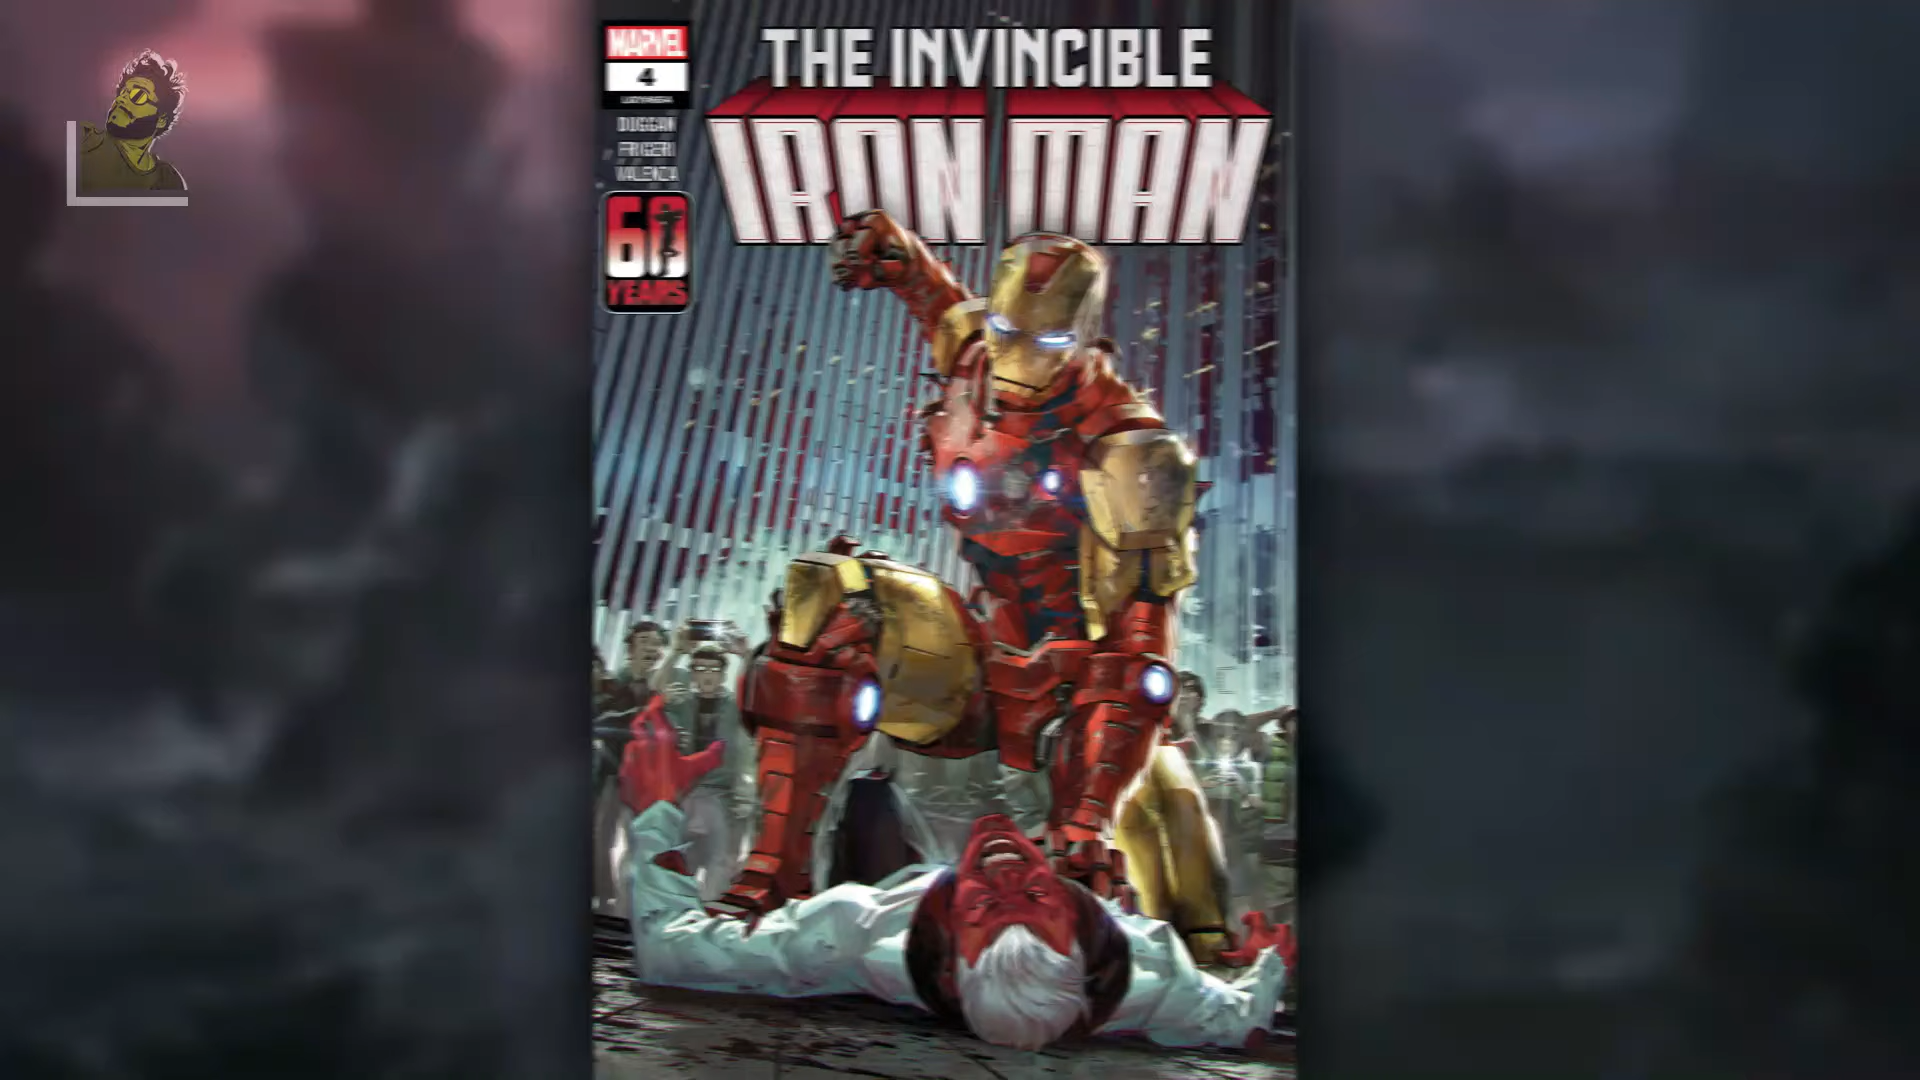 MARVEL
4
DUGGAN
FRIGERI
VALENZA
60
YEARS
THE INVINCIBLE
IRON MAN